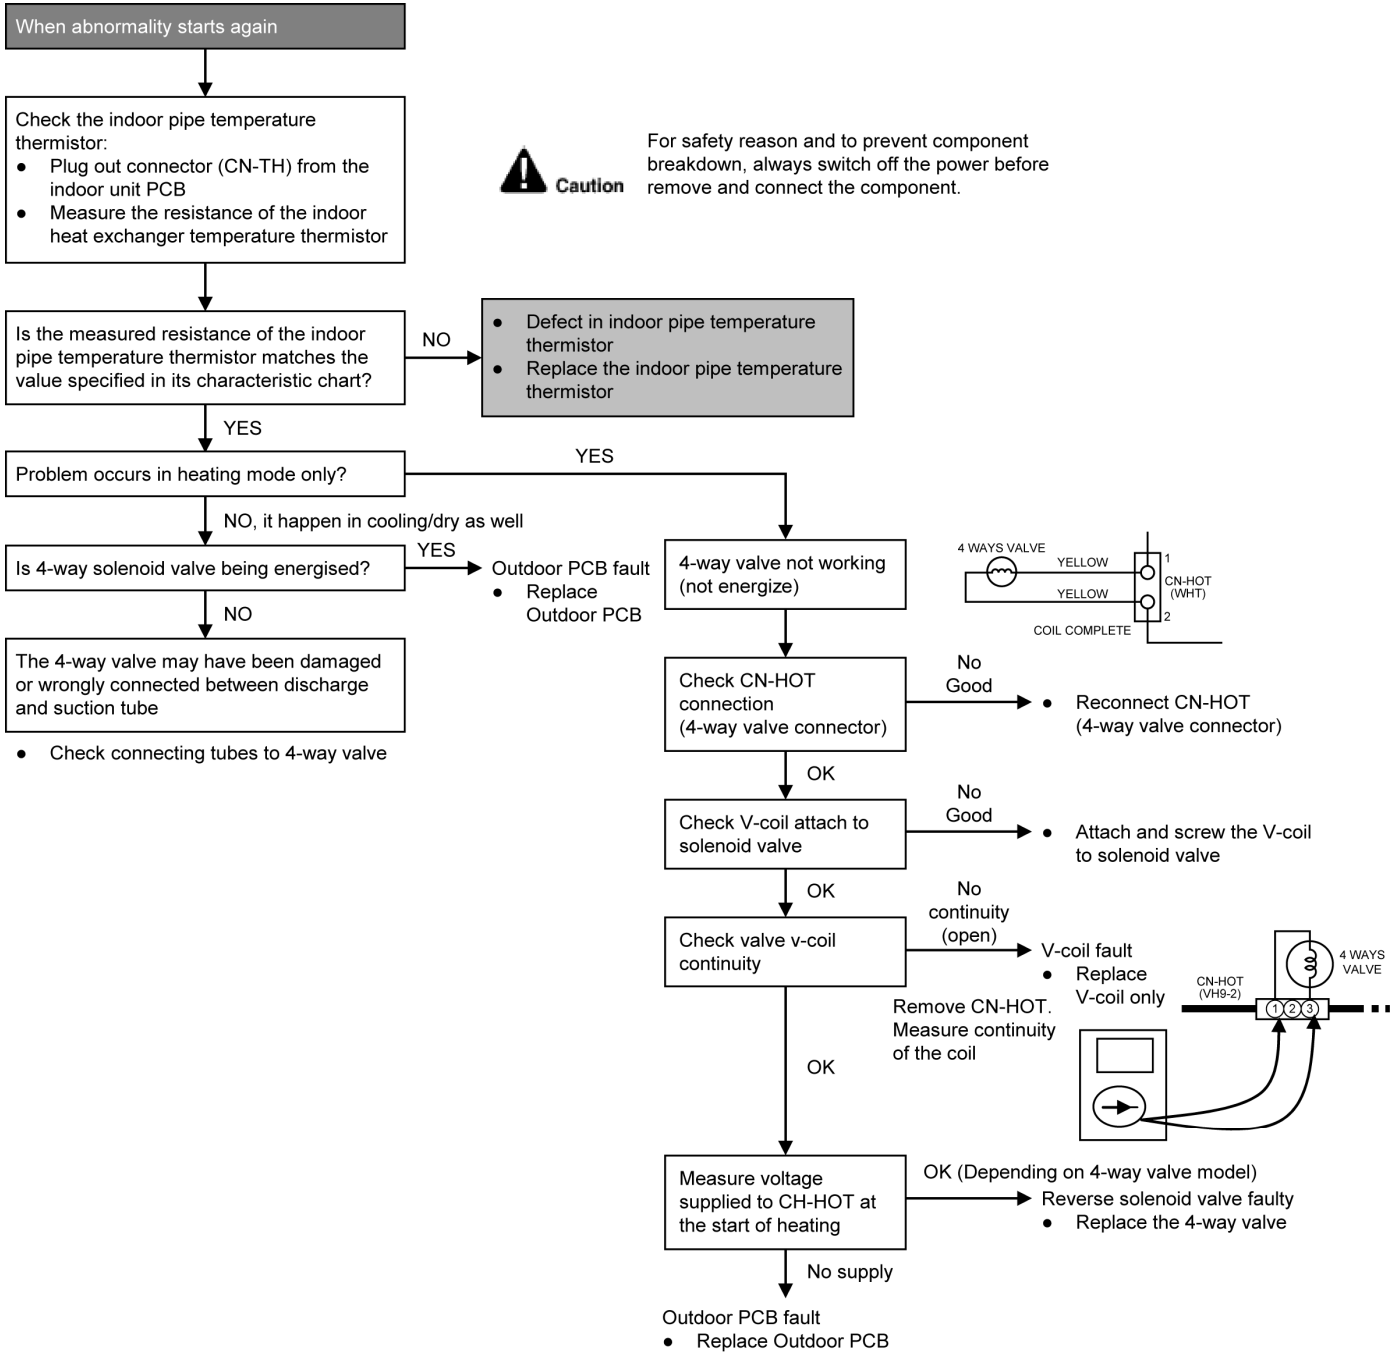 When abnormality starts again
Check the indoor pipe temperature
thermistor:
● Plug out connector (CN-TH) from the
indoor unit PCB
● Measure the resistance of the indoor
heat exchanger temperature thermistor
Caution
For safety reason and to prevent component
breakdown, always switch off the power before
remove and connect the component.
Is the measured resistance of the indoor
pipe temperature thermistor matches the
value specified in its characteristic chart?
NO
● Defect in indoor pipe temperature
thermistor
● Replace the indoor pipe temperature
thermistor
YES
Problem occurs in heating mode only?
YES
NO, it happen in cooling/dry as well
Is 4-way solenoid valve being energised?
YES
Outdoor PCB fault
● Replace
Outdoor PCB
NO
The 4-way valve may have been damaged
or wrongly connected between discharge
and suction tube
● Check connecting tubes to 4-way valve
4-way valve not working
(not energize)
4 WAYS VALVE
YELLOW
YELLOW
1
CN-HOT
(WHT)
2
COIL COMPLETE
Check CN-HOT
connection
(4-way valve connector)
No
Good
● Reconnect CN-HOT
(4-way valve connector)
OK
Check V-coil attach to
solenoid valve
No
Good
● Attach and screw the V-coil
to solenoid valve
OK
Check valve v-coil
continuity
No
continuity
(open)
V-coil fault
● Replace
V-coil only
Remove CN-HOT.
Measure continuity
of the coil
4 WAYS
VALVE
CN-HOT
(VH9-2)
1 2 3
OK
Measure voltage
supplied to CH-HOT at
the start of heating
OK (Depending on 4-way valve model)
Reverse solenoid valve faulty
● Replace the 4-way valve
No supply
Outdoor PCB fault
● Replace Outdoor PCB